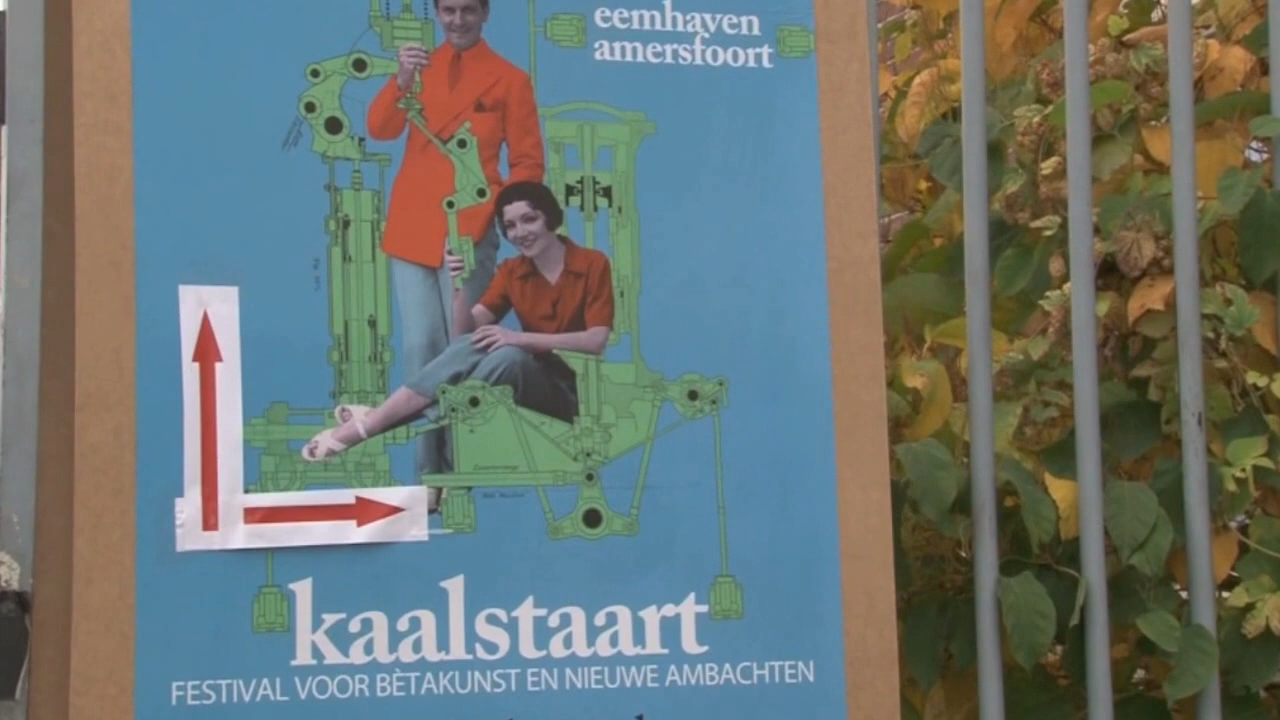 eemhaven
amersfoort
kaalstaart
FESTIVAL VOOR BÈTAKUNST EN NIEUWE AMBACHTEN